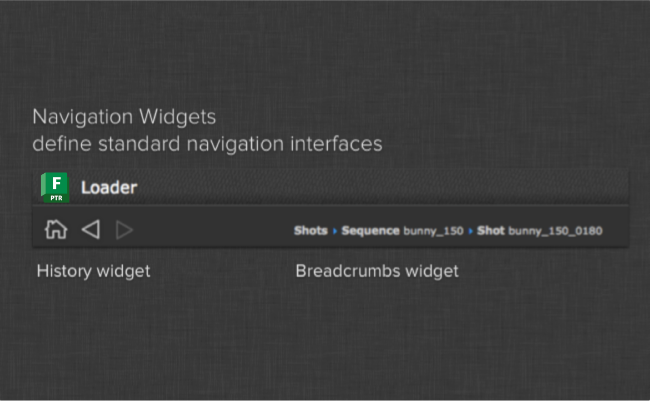 Navigation Widgets
define standard navigation interfaces
F
PTR
Loader
Shots Sequence bunny_150 Shot bunny_150_0180
History widget
Breadcrumbs widget